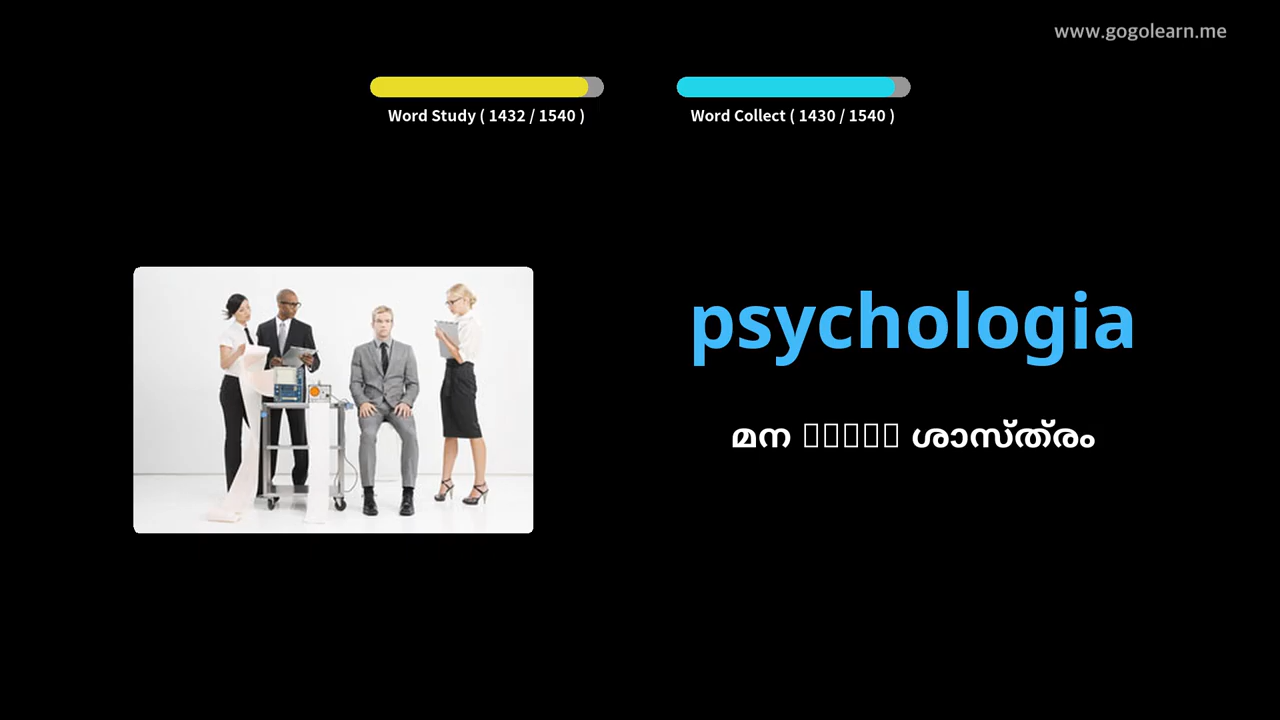 www.gogolearn.me
Word Study ( 1432 / 1540 )
Word Collect ( 1430 / 1540 )
psychologia
മന ശാസ്ത്രം